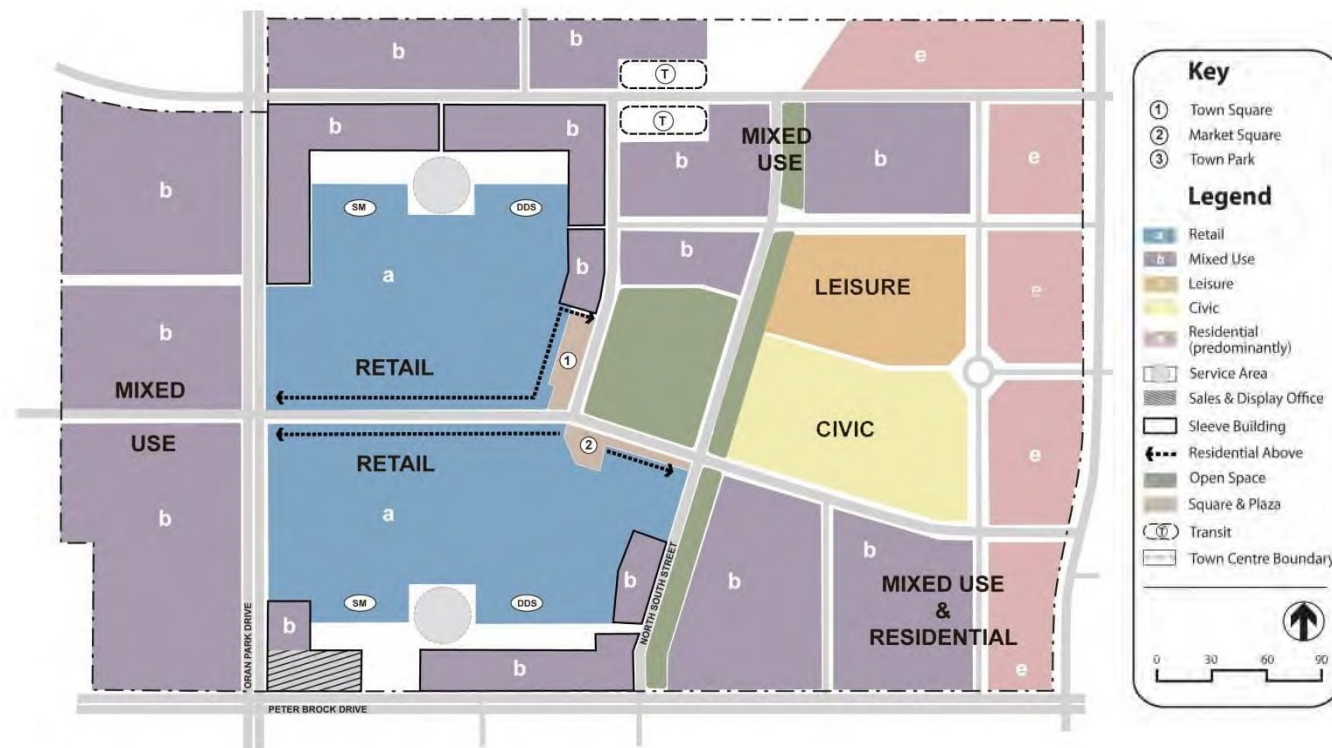 b
b
e
T
T
b
b
b
MIXED
USE
b
b
e
SM
DDS
a
b
b
LEISURE
e
b
RETAIL
1
MIXED
USE
CIVIC
2
RETAIL
e
a
b
b
b
b
MIXED USE
&
RESIDENTIAL
e
SM
DDS
b
b
NORTH SOUTH STREET
ORAN PARK DRIVE
PETER BROCK DRIVE
Key
1 Town Square
2 Market Square
3 Town Park
Legend
a Retail
b Mixed Use
Leisure
Civic
e Residential
(predominantly)
Service Area
Sales & Display Office
Sleeve Building
Residential Above
Open Space
Square & Plaza
T Transit
Town Centre Boundary
0 30 60 90